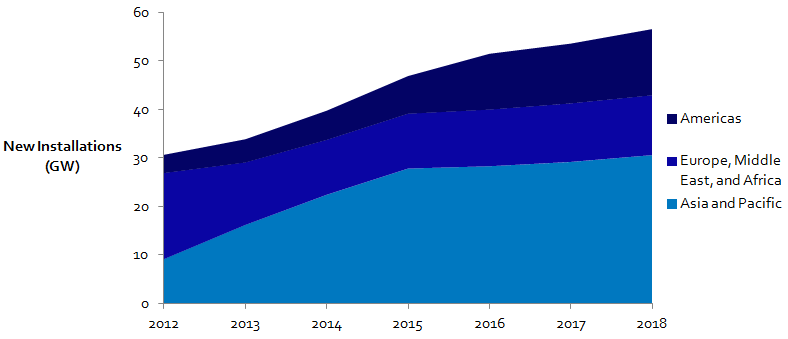 60
50
40
30
20
10
0
New Installations
(GW)
2012 2013 2014 2015 2016 2017 2018
Americas
Europe, Middle
East, and Africa
Asia and Pacific